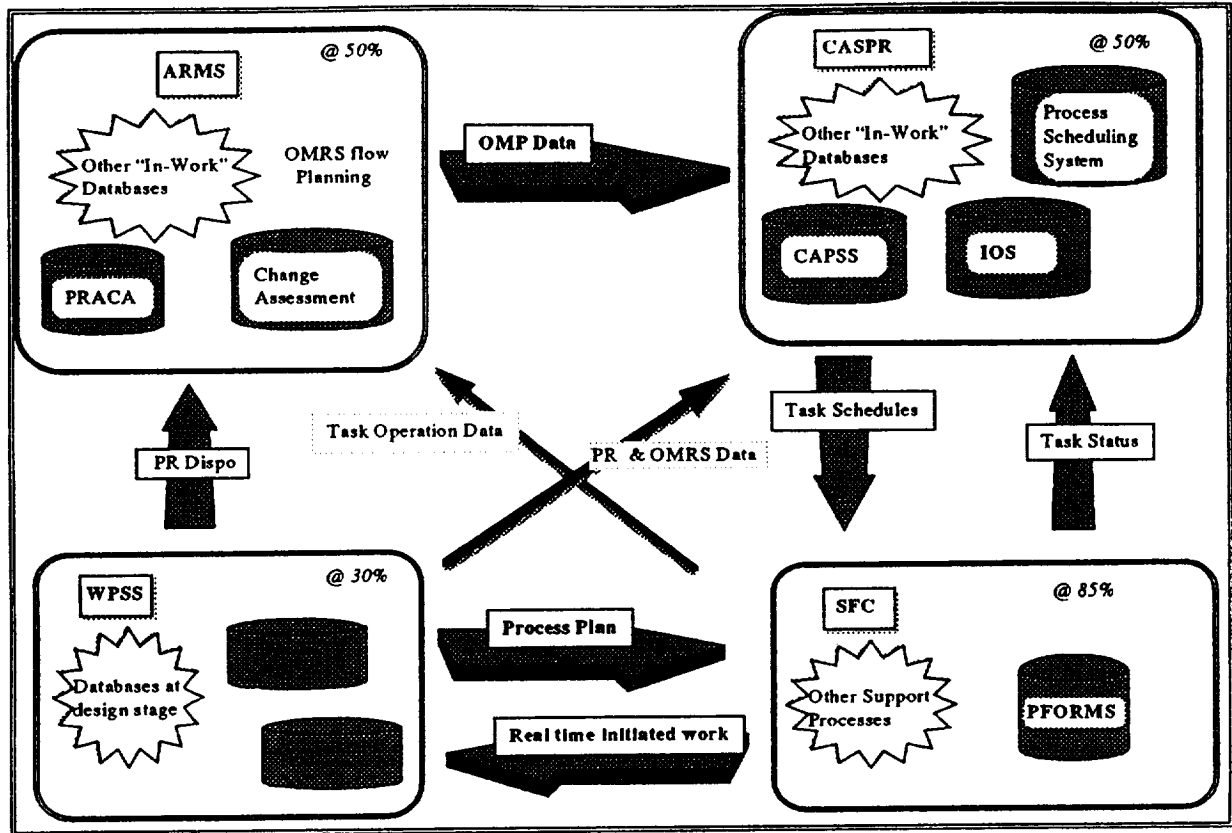 @ 50%
ARMS
Other "In-Work"
Databases
OMRS flow
Planning
PRACA
Change
Assessment
OMP Data
CASPR
@ 50%
Other "In-Work"
Databases
Process
Scheduling
System
CAPSS
IOS
PR Dispo
Task Operation Data
PR & OMRS Data
Task Schedules
Task Status
WPSS
@ 30%
Databases at
design stage
Process Plan
Real time initiated work
SFC
@ 85%
Other Support
Processes
PFORMS